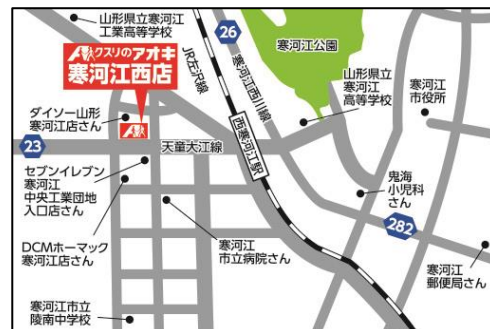 山形県立寒河江
工業高等学校
クスリのアオキ
寒河江西店
ダイソー山形
寒河江店さん
23
天童大江線
セブンイレブン
寒河江
中央工業団地
入口店さん
DCMホーマック
寒河江店さん
寒河江市立
陵南中学校
寒河江
市立病院さん
JR左沢線
26
寒河江西川線
西寒河江駅
寒河江公園
山形県立
寒河江
高等学校
寒河江
市役所
鬼海
小児科
さん
282
寒河江
郵便局さん